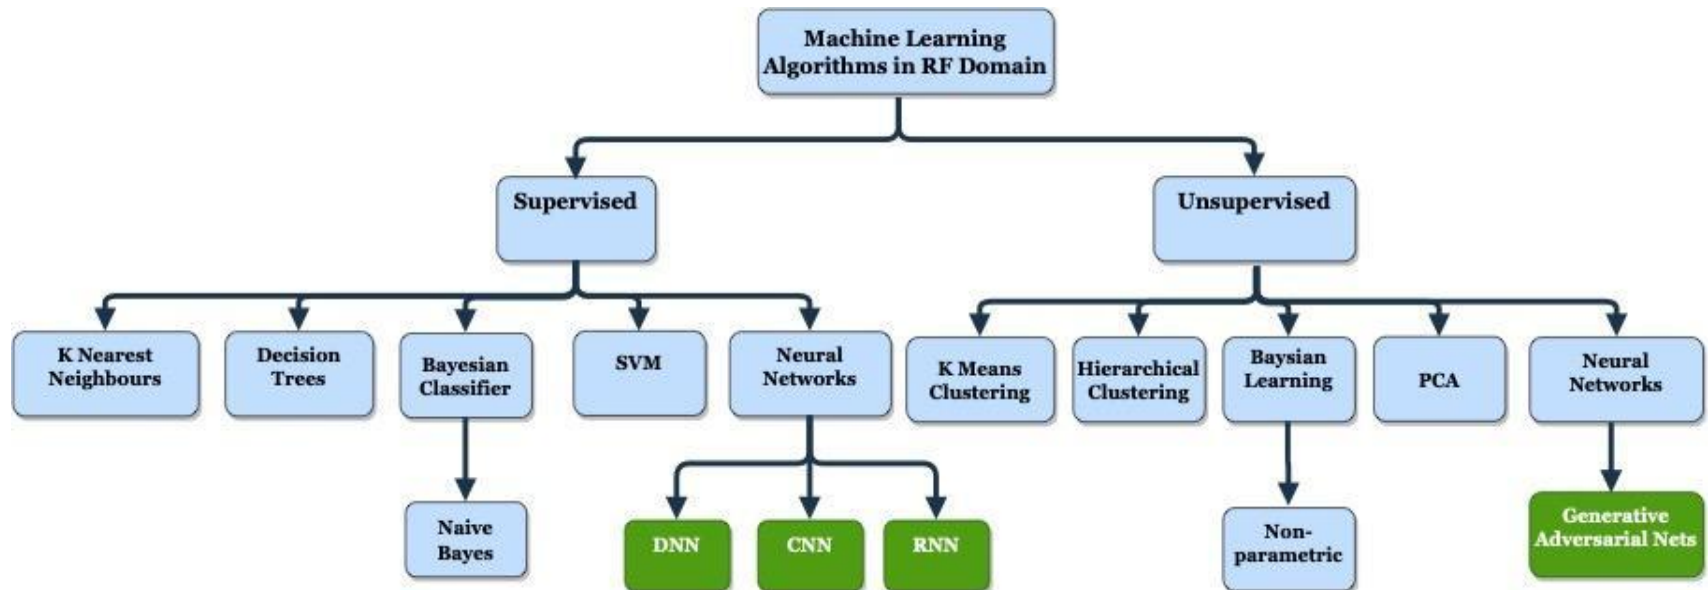 Machine Learning
Algorithms in RF Domain
Supervised
Unsupervised
K Nearest
Neighbours
Decision
Trees
Bayesian
Classifier
SVM
Neural
Networks
K Means
Clustering
Hierarchical
Clustering
Baysian
Learning
PCA
Neural
Networks
Naive
Bayes
DNN
CNN
RNN
Non-
parametric
Generative
Adversarial Nets